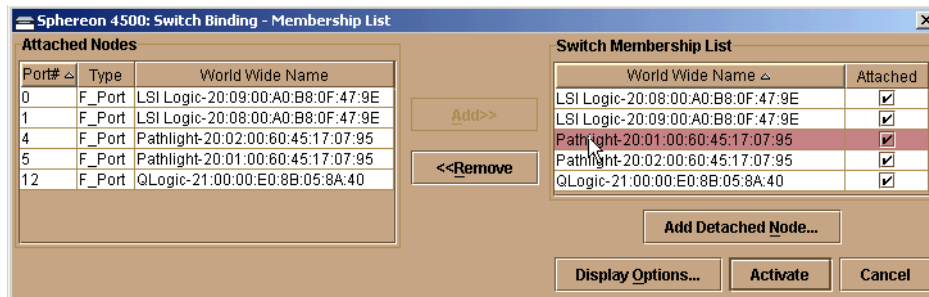 Sphereon 4500: Switch Binding - Membership List
Attached Nodes
Port# Type World Wide Name
0 F_Port LSI Logic-20:09:00:A0:B8:0F:47:9E
1 F_Port LSI Logic-20:08:00:A0:B8:0F:47:9E
4 F_Port Pathlight-20:02:00:60:45:17:07:95
5 F_Port Pathlight-20:01:00:60:45:17:07:95
12 F_Port QLogic-21:00:00:E0:8B:05:8A:40
Add>>
<<Remove
Switch Membership List
World Wide Name Attached
LSI Logic-20:08:00:A0:B8:0F:47:9E
LSI Logic-20:09:00:A0:B8:0F:47:9E
Pathlight-20:01:00:60:45:17:07:95
Pathlight-20:02:00:60:45:17:07:95
QLogic-21:00:00:E0:8B:05:8A:40
Add Detached Node...
Display Options... Activate Cancel